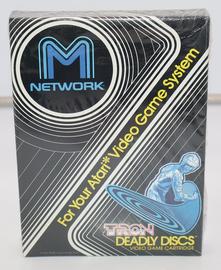 M
NETWORK
For Your Atari* Video Game System
TRON
DEADLY DISCS
VIDEO GAME CARTRIDGE